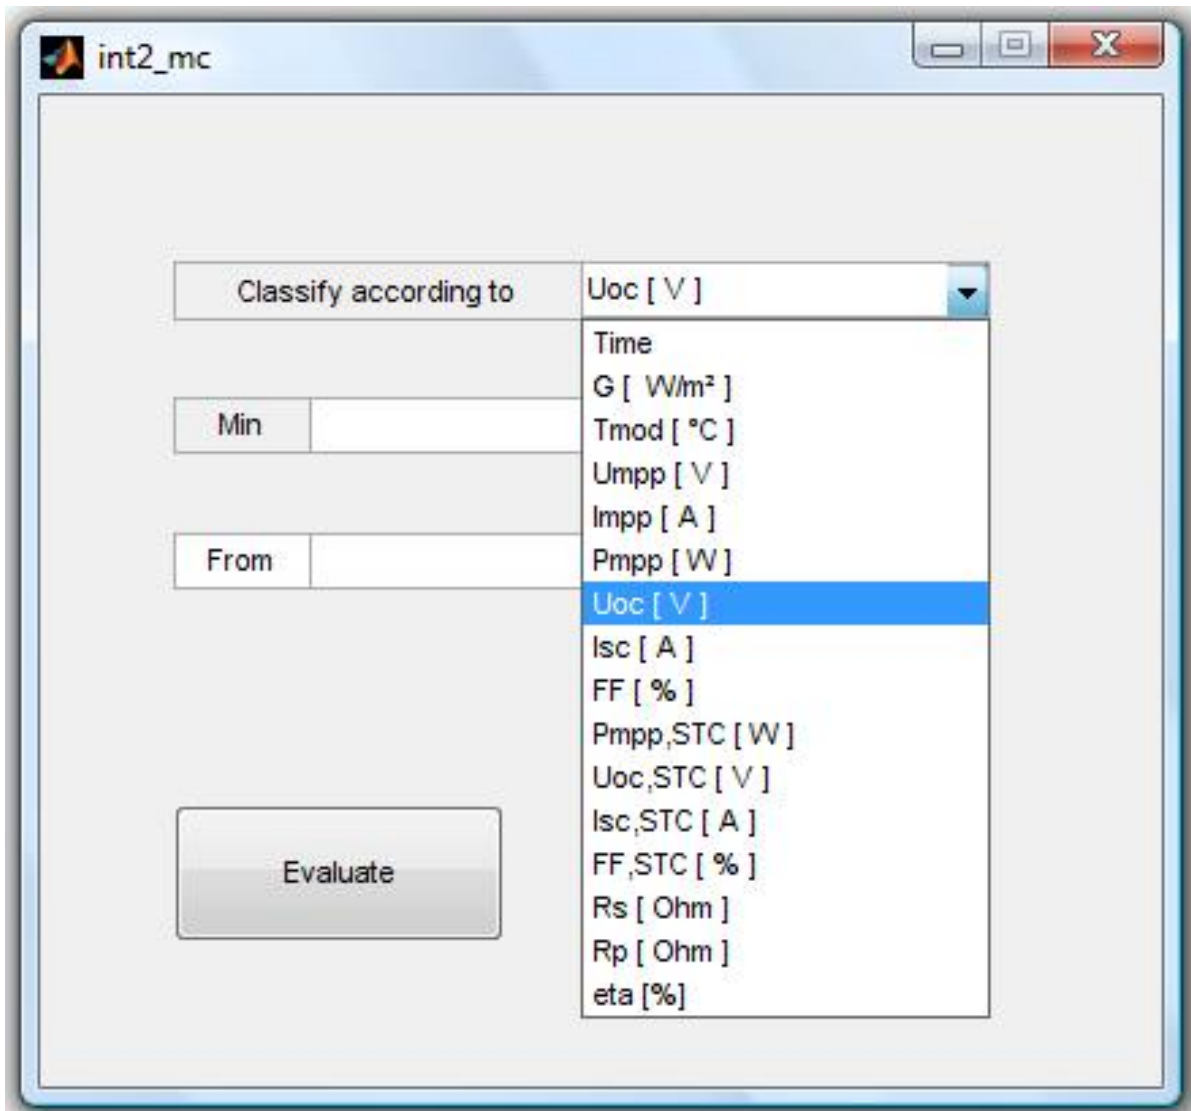 int2_mc
Classify according to
Uoc [ V ]
Time
G [  W/m² ]
Tmod [ °C ]
Min
Umpp [ V ]
Impp [ A ]
From
Pmpp [ W ]
Uoc [ V ]
Isc [ A ]
FF [ % ]
Pmpp,STC [ W ]
Uoc,STC [ V ]
Isc,STC [ A ]
FF,STC [ % ]
Evaluate
Rs [ Ohm ]
Rp [ Ohm ]
eta [%]